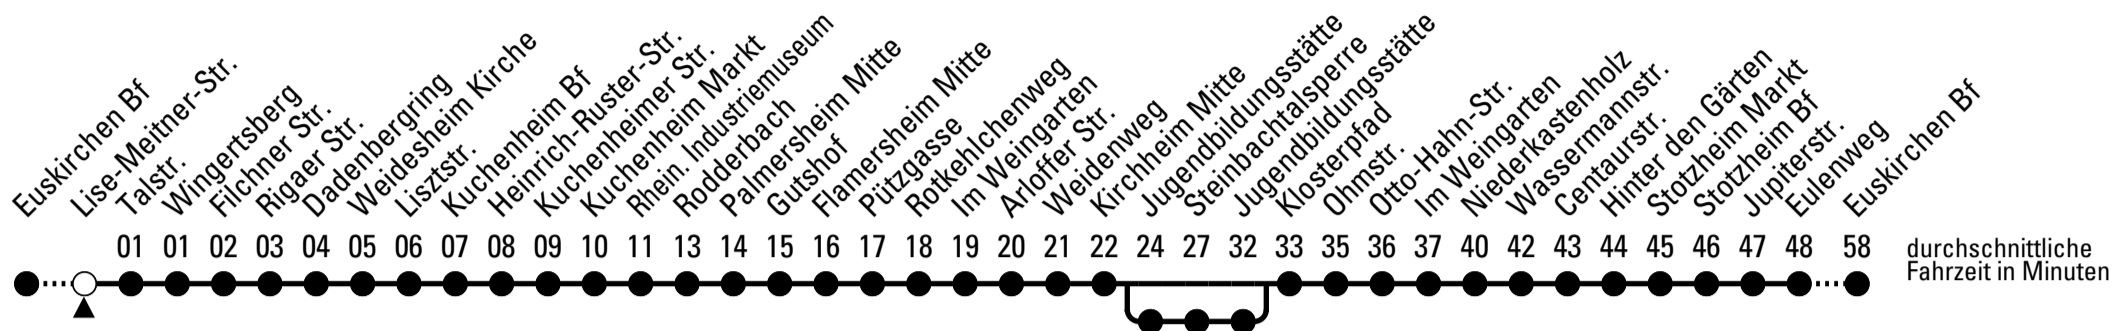 Euskirchen Bf
Lise-Meitner-Str.
Talstr.
Wingertsberg
Filchner Str.
Rigaer Str.
Dadenbergring
Weidesheim Kirche
Lisztstr.
Kuchenheim Bf
Heinrich-Ruster-Str.
Kuchenheimer Str.
Kuchenheim Markt
Rhein. Industriemuseum
Rodderbach
Palmersheim Mitte
Gutshof
Flamersheim Mitte
Pützgasse
Rotkehlchenweg
Im Weingarten
Arloffer Str.
Weidenweg
Kirchheim Mitte
Jugendbildungsstätte
Steinbachtalsperre
Jugendbildungsstätte
Klosterpfad
Ohmstr.
Otto-Hahn-Str.
Im Weingarten
Niederkastenholz
Wassermannstr.
Centaurstr.
Hinter den Gärten
Stotzheim Markt
Stotzheim Bf
Jupiterstr.
Eulenweg
Euskirchen Bf
01 01 02 03 04 05 06 07 08 09 10 11 13 14 15 16 17 18 19 20 21 22 24 27 32 33 35 36 37 40 42 43 44 45 46 47 48 58
durchschnittliche
Fahrzeit in Minuten